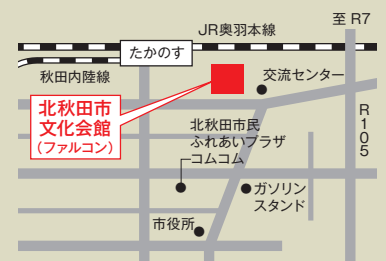 至 R7
JR奥羽本線
たかのす
秋田内陸線
交流センター
北秋田市
文化会館
(ファルコン)
北秋田市民
ふれあいプラザ
コムコム
R105
ガソリン
スタンド
市役所